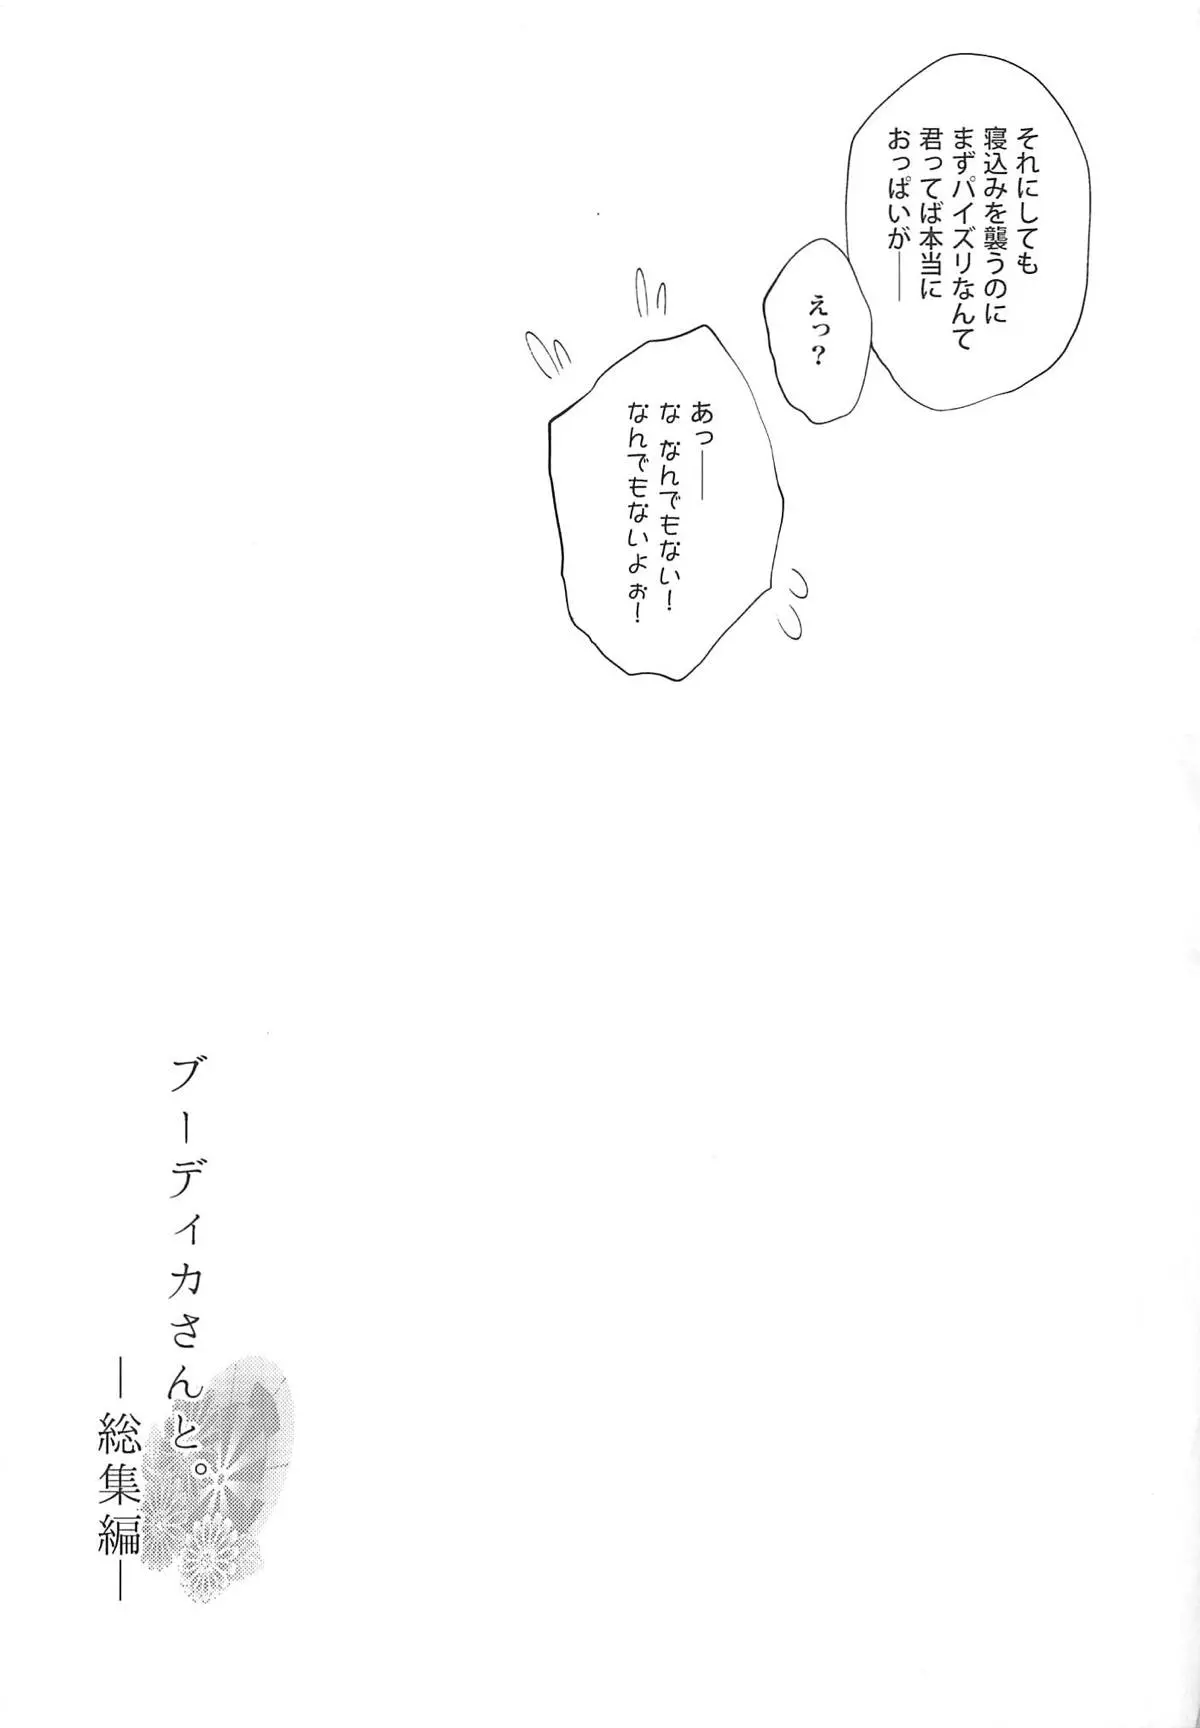 それにしても
寝込みを襲うのに
まずパイズリなんて
君ってば本当に
おっぱいが――
えっ？
あっ――
な なんでもない！
なんでもないよぉ！
ブーディカさんと。
―総集編―